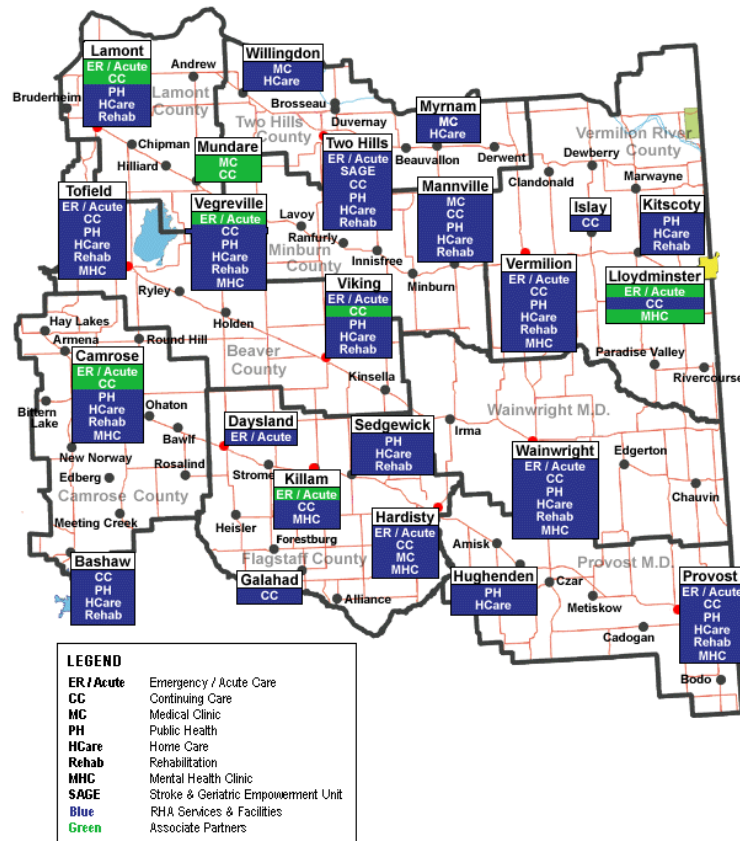 Lamont
ER / Acute
CC
PH
HCare
Rehab
Andrew
Lamont
County
Bruderheim
Willingdon
MC
HCare
Brosseau
Duvernay
Two Hills
County
Myrnam
MC
HCare
Vermilion River
County
Chipman
Hilliard
Mundare
MC
CC
Two Hills
ER / Acute
SAGE
CC
PH
HCare
Rehab
Beauvallon
Derwent
Dewberry
Clandonald
Marwayne
Tofield
ER / Acute
CC
PH
HCare
Rehab
MHC
Vegreville
ER / Acute
CC
PH
HCare
Rehab
MHC
Lavoy
Ranfurly
Innisfree
Minburn
County
Mannville
MC
CC
PH
HCare
Rehab
Minburn
Islay
CC
Kitscoty
PH
HCare
Rehab
Vermilion
ER / Acute
CC
PH
HCare
Rehab
MHC
Lloydminster
ER / Acute
CC
MHC
Ryley
Holden
Viking
ER / Acute
CC
PH
HCare
Rehab
Hay Lakes
Armena
Round Hill
Beaver
County
Kinsella
Paradise Valley
Rivercourse
Camrose
ER / Acute
CC
PH
HCare
Rehab
MHC
Bittern
Lake
Ohaton
Bawlf
New Norway
Edberg
Rosalind
Camrose County
Meeting Creek
Daysland
ER / Acute
Strome
Sedgewick
PH
HCare
Rehab
Irma
Wainwright M.D.
Wainwright
ER / Acute
CC
PH
HCare
Rehab
MHC
Edgerton
Chauvin
Killam
ER / Acute
CC
MHC
Heisler
Forestburg
Flagstaff County
Hardisty
ER / Acute
CC
MC
MHC
Amisk
Bashaw
CC
PH
HCare
Rehab
Galahad
CC
Alliance
Hughenden
PH
HCare
Czar
Metiskow
Provost M.D.
Cadogan
Provost
ER / Acute
CC
PH
HCare
Rehab
MHC
Bodo
LEGEND
ER / Acute Emergency / Acute Care
CC Continuing Care
MC Medical Clinic
PH Public Health
HCare Home Care
Rehab Rehabilitation
MHC Mental Health Clinic
SAGE Stroke & Geriatric Empowerment Unit
Blue RHA Services & Facilities
Green Associate Partners